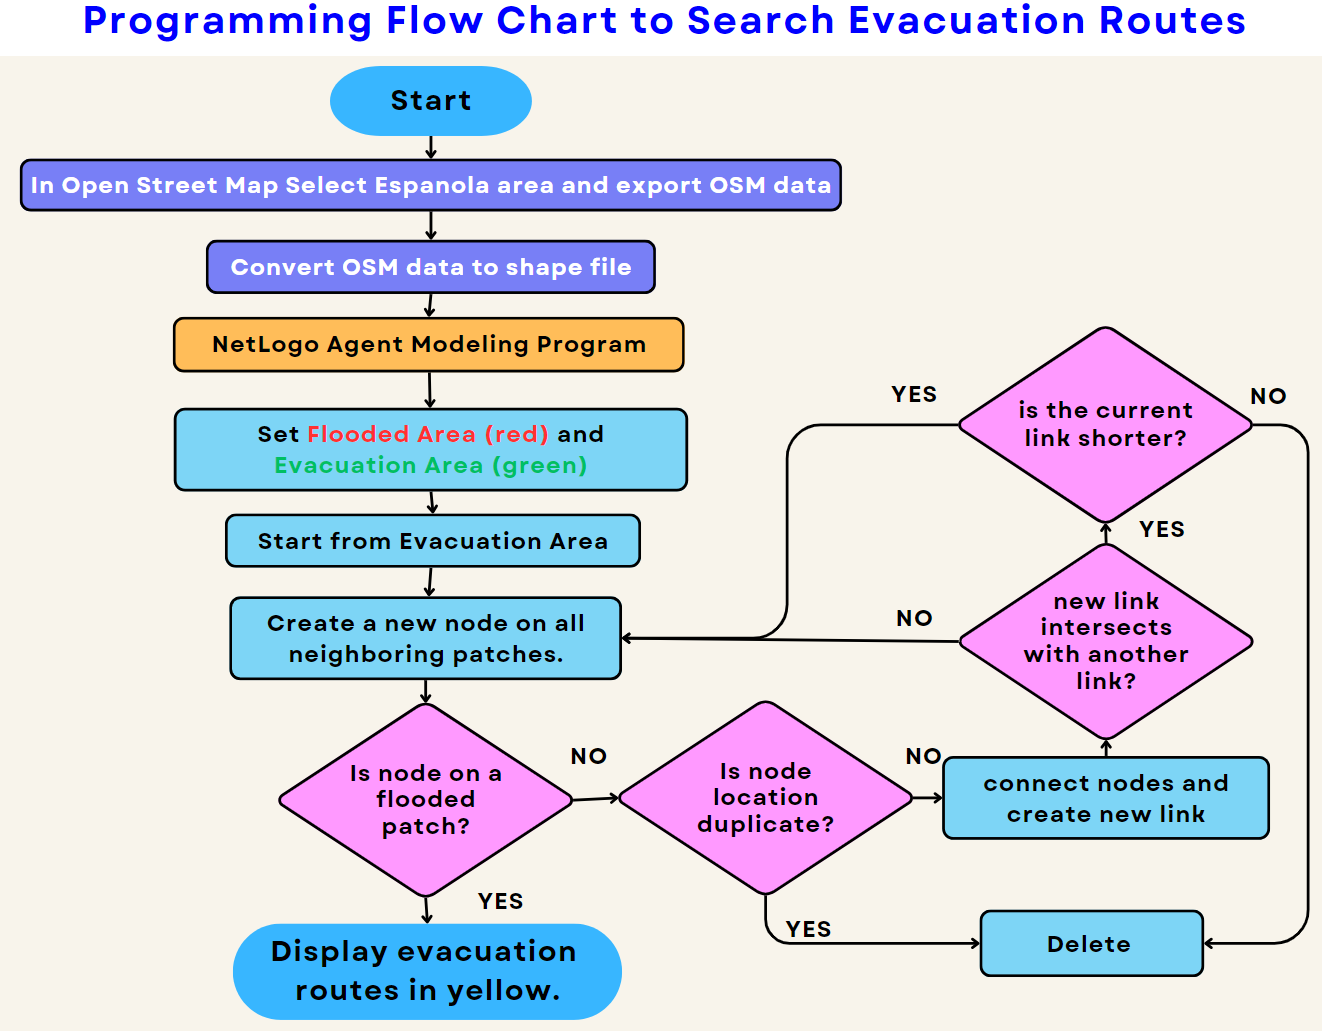 Programming Flow Chart to Search Evacuation Routes
Start
In Open Street Map Select Espanola area and export OSM data
Convert OSM data to shape file
NetLogo Agent Modeling Program
Set Flooded Area (red) and
Evacuation Area (green)
Start from Evacuation Area
Create a new node on all
neighboring patches.
Is node on a
flooded
patch?
YES
Display evacuation
routes in yellow.
NO
Is node
location
duplicate?
YES
Delete
NO
connect nodes and
create new link
new link
intersects
with another
link?
NO
YES
is the current
link shorter?
YES
NO